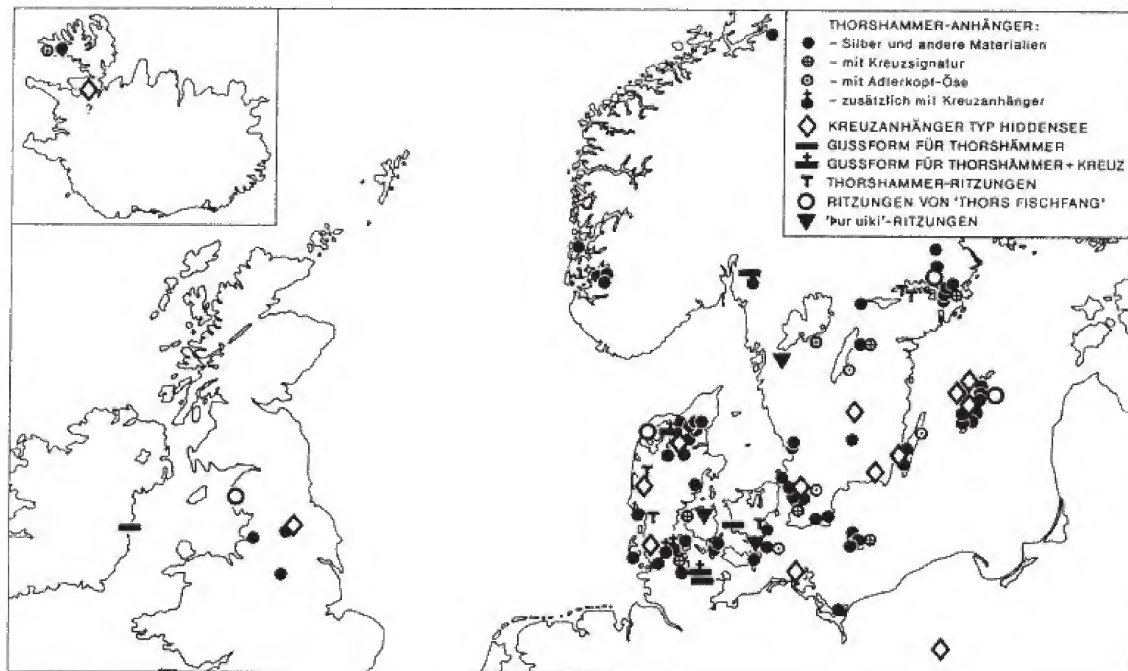 THORSHAMMER-ANHÄNGER:
– Silber und andere Materialien
– mit Kreuzsignatur
– mit Adlerkopf-Öse
– zusätzlich mit Kreuzanhänger
KREUZANHÄNGER TYP HIDDENSEE
GUSSFORM FÜR THORSHÄMMER
GUSSFORM FÜR THORSHÄMMER + KREUZ
THORSHAMMER-RITZUNGEN
RITZUNGEN VON 'THORS FISCHFANG'
'Þur uiki'-RITZUNGEN
?